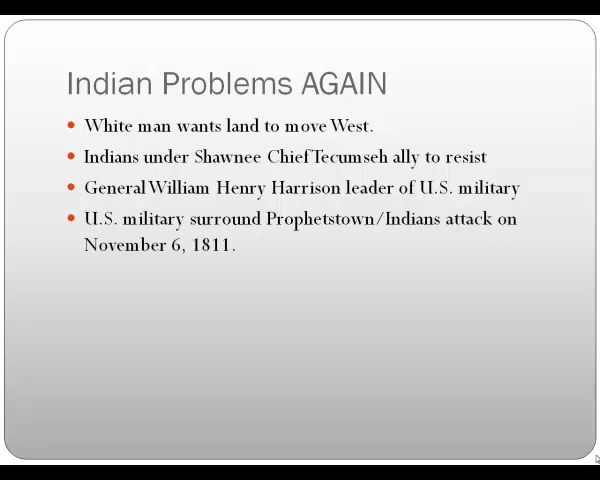 Indian Problems AGAIN
White man wants land to move West.
Indians under Shawnee Chief Tecumseh ally to resist
General William Henry Harrison leader of U.S. military
U.S. military surround Prophetstown/Indians attack on
November 6, 1811.